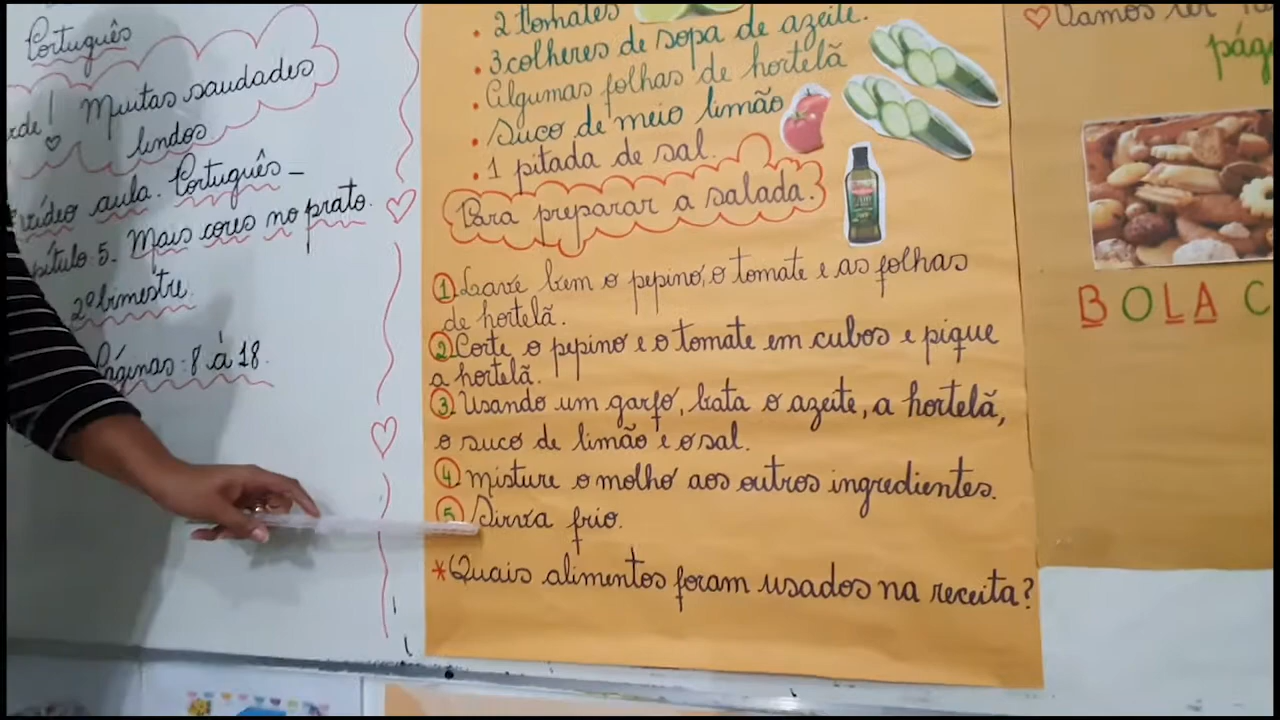 Português
rde! Muitas saudades
lindos
vídeo aula. Português –
pítulo: 5. Mais cores no prato.
2º bimestre.
Páginas: 8 à 18.
. 2 tomates
. 3 colheres de sopa de azeite.
. Algumas folhas de hortelã
. Suco de meio limão
. 1 pitada de sal.
Para preparar a salada.
1. Lave bem o pepino, o tomate e as folhas
de hortelã.
2. Corte o pepino e o tomate em cubos e pique
a hortelã.
3. Usando um garfo, bata o azeite, a hortelã,
o suco de limão e o sal.
4. Misture o molho aos outros ingredientes.
5. Sirva frio.
* Quais alimentos foram usados na receita?
Vamos ler
pág
BOLA C